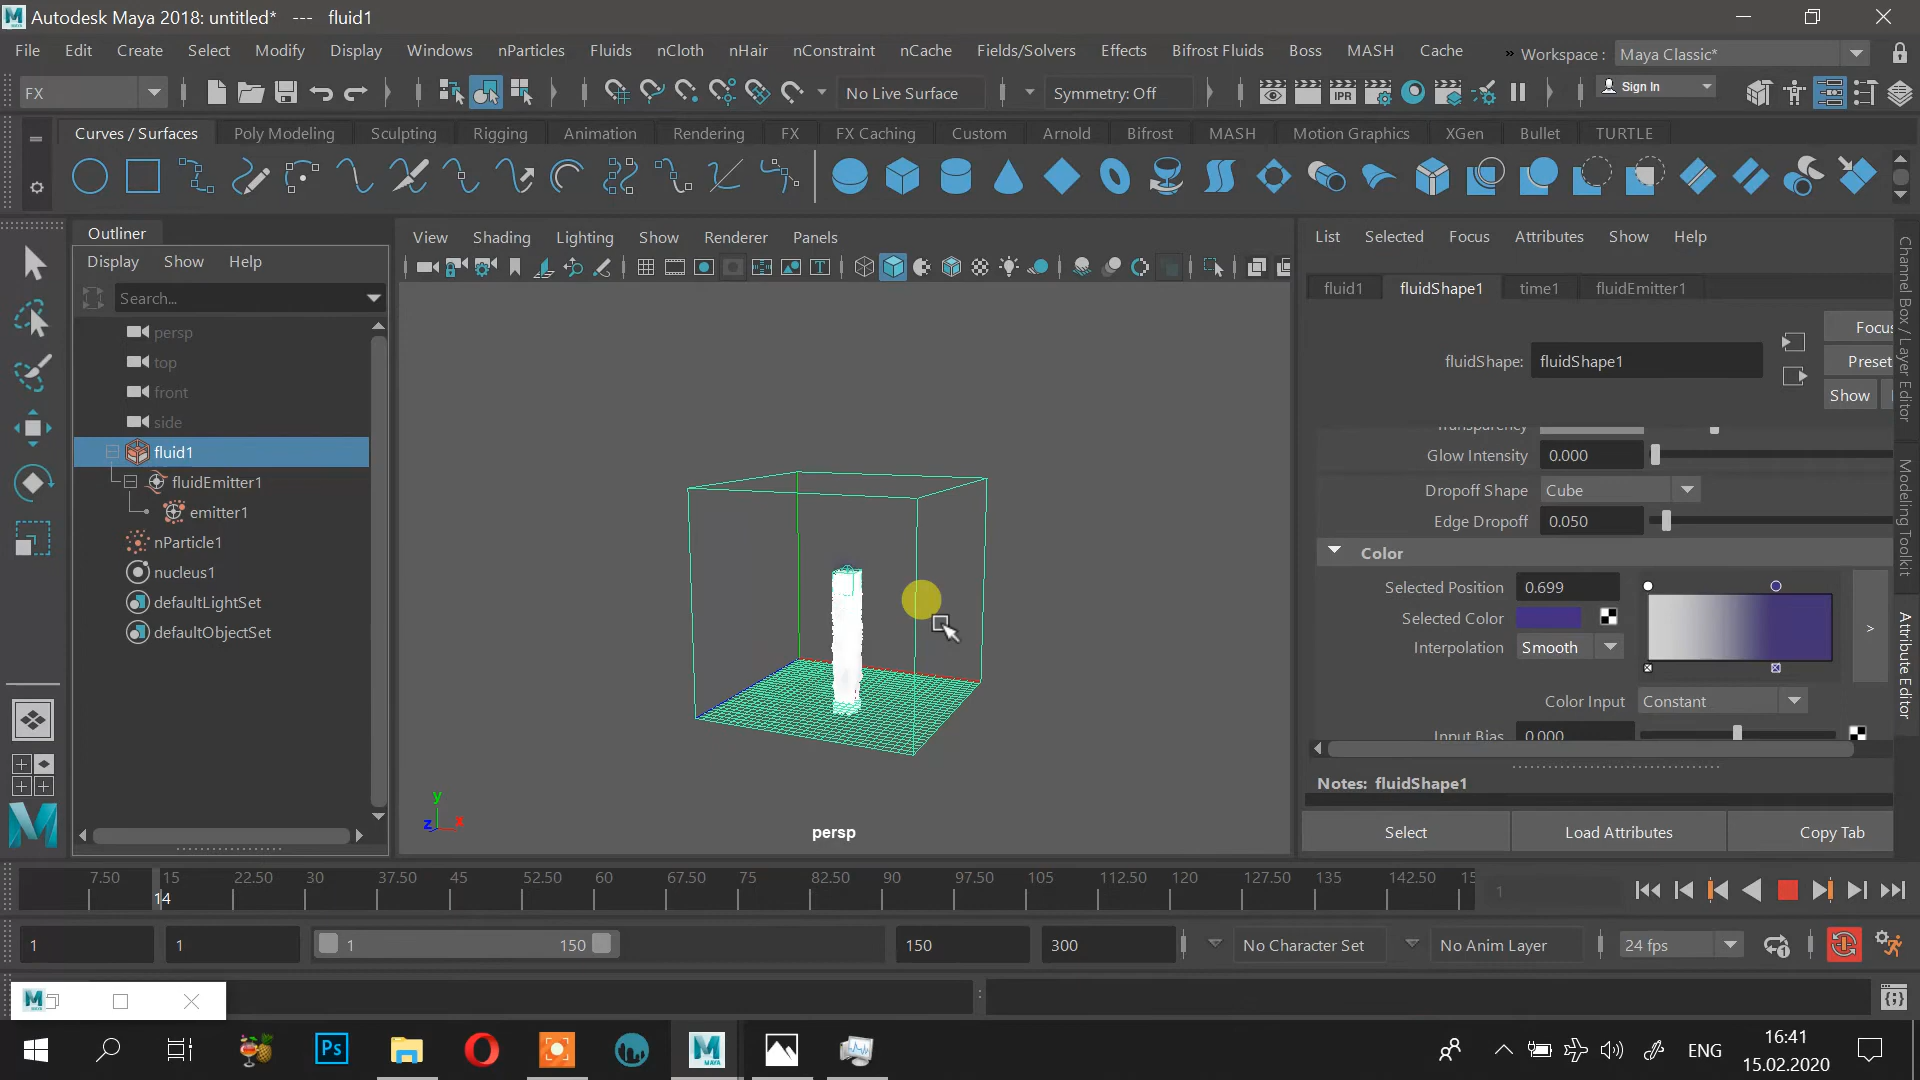 Autodesk Maya 2018: untitled*   ---   fluid1
File Edit Create Select Modify Display Windows nParticles Fluids nCloth nHair nConstraint nCache Fields/Solvers Effects Bifrost Fluids Boss MASH Cache » Workspace : Maya Classic*
FX No Live Surface Symmetry: Off IPR Sign In
Curves / Surfaces Poly Modeling Sculpting Rigging Animation Rendering FX FX Caching Custom Arnold Bifrost MASH Motion Graphics XGen Bullet TURTLE
Outliner
Display Show Help
Search...
persp
top
front
side
fluid1
fluidEmitter1
emitter1
nParticle1
nucleus1
defaultLightSet
defaultObjectSet
View Shading Lighting Show Renderer Panels
y
z x
persp
List Selected Focus Attributes Show Help
fluid1 fluidShape1 time1 fluidEmitter1
Focus
fluidShape: fluidShape1
Preset
Show
Transparency
Glow Intensity 0.000
Dropoff Shape Cube
Edge Dropoff 0.050
Color
Selected Position 0.699
Selected Color
Interpolation Smooth
>
Color Input Constant
Input Bias 0.000
Notes: fluidShape1
Select Load Attributes Copy Tab
Channel Box / Layer Editor
Modeling Toolkit
Attribute Editor
7.50 15 22.50 30 37.50 45 52.50 60 67.50 75 82.50 90 97.50 105 112.50 120 127.50 135 142.50 15
14
1
1 1 1 150 150 300 No Character Set No Anim Layer 24 fps
M
Ps
MAYA
ENG
16:41
15.02.2020